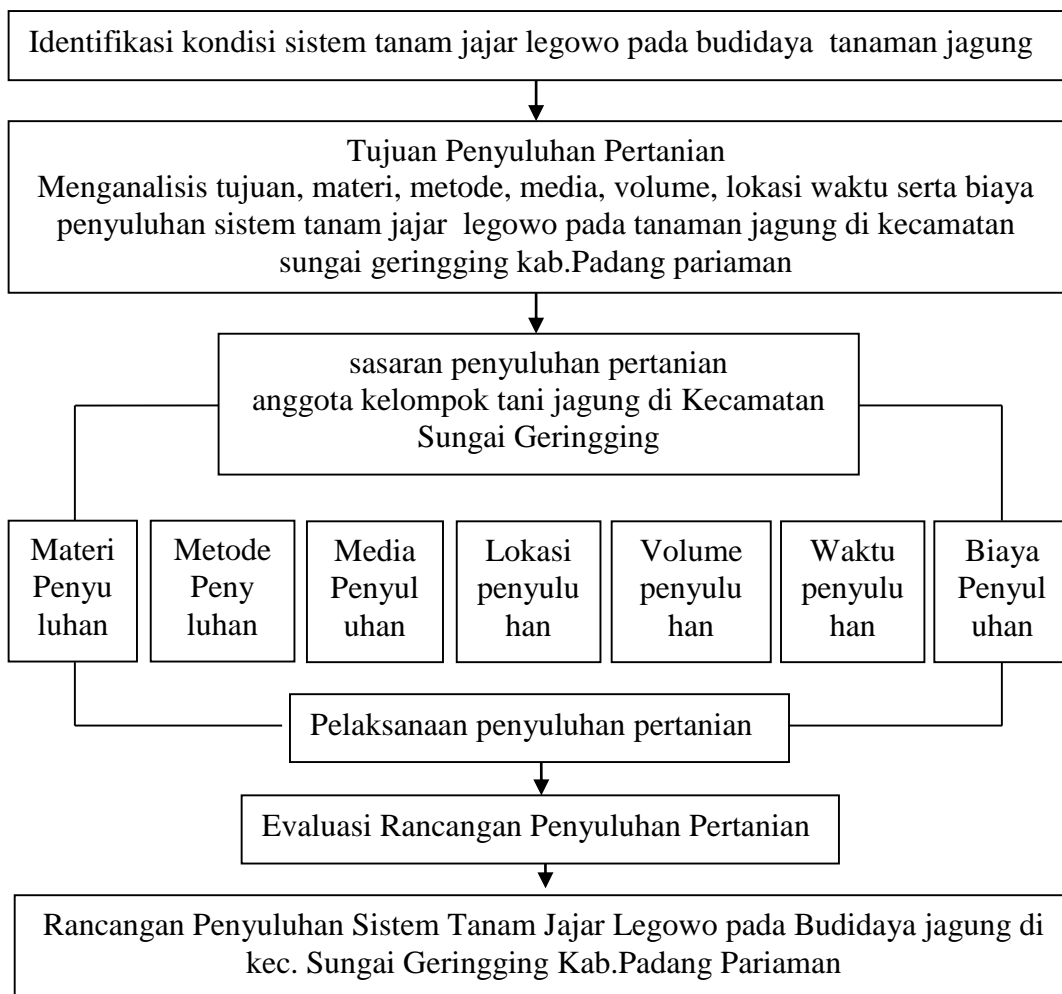 Identifikasi kondisi sistem tanam jajar legowo pada budidaya tanaman jagung
Tujuan Penyuluhan Pertanian
Menganalisis tujuan, materi, metode, media, volume, lokasi waktu serta biaya
penyuluhan sistem tanam jajar legowo pada tanaman jagung di kecamatan
sungai geringging kab.Padang pariaman
sasaran penyuluhan pertanian
anggota kelompok tani jagung di Kecamatan
Sungai Geringging
Materi
Penyu
luhan
Metode
Peny
luhan
Media
Penyul
uhan
Lokasi
penyulu
han
Volume
penyulu
han
Waktu
penyulu
han
Biaya
Penyul
uhan
Pelaksanaan penyuluhan pertanian
Evaluasi Rancangan Penyuluhan Pertanian
Rancangan Penyuluhan Sistem Tanam Jajar Legowo pada Budidaya jagung di
kec. Sungai Geringging Kab.Padang Pariaman